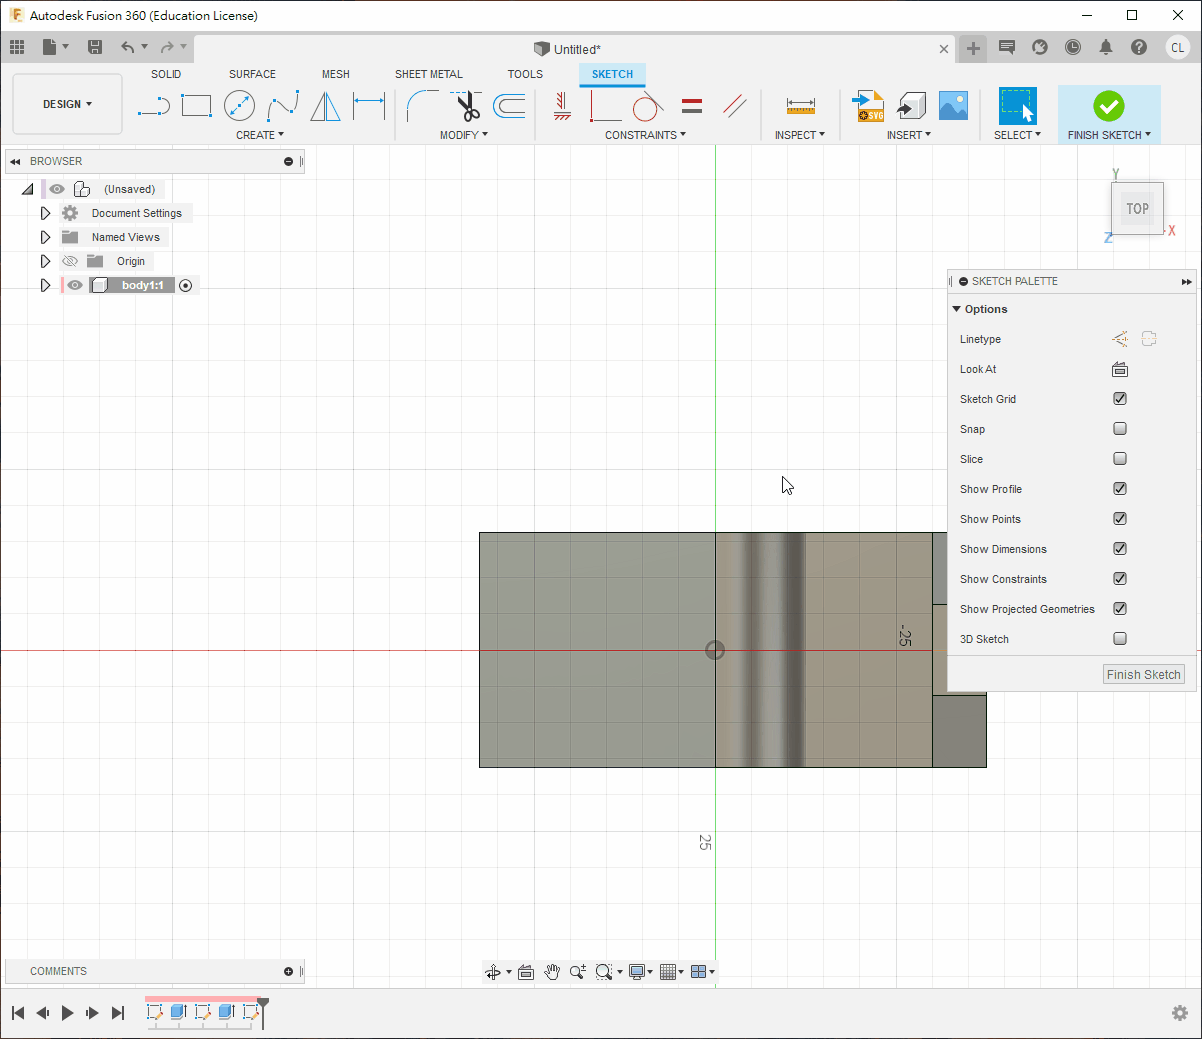 Autodesk Fusion 360 (Education License)
Untitled*
CL
SOLID SURFACE MESH SHEET METAL TOOLS SKETCH
DESIGN
CREATE MODIFY CONSTRAINTS INSPECT INSERT SELECT FINISH SKETCH
SVG
BROWSER
(Unsaved)
Document Settings
Named Views
Origin
body1:1
Y
TOP
X
Z
SKETCH PALETTE
Options
Linetype
Look At
Sketch Grid
Snap
Slice
Show Profile
Show Points
Show Dimensions
Show Constraints
Show Projected Geometries
3D Sketch
Finish Sketch
-25
25
COMMENTS